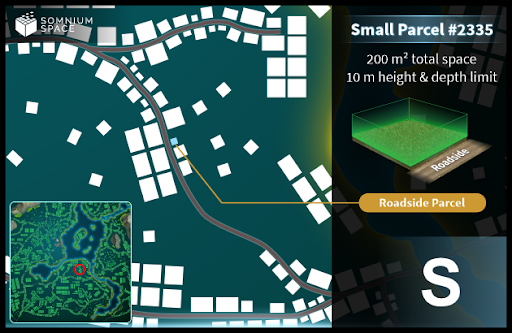 SOMNIUM
SPACE
Small Parcel #2335
200 m² total space
10 m height & depth limit
Roadside
Roadside Parcel
S